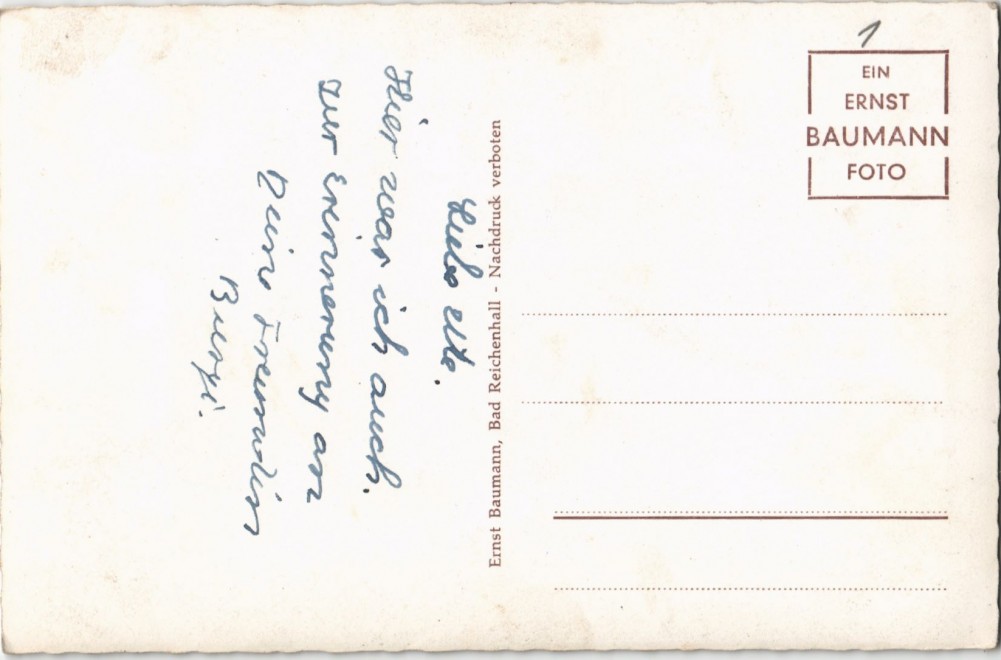 Liebe Ute.
Hier war ich auch.
Zur Erinnerung an
Deine Freundin
Burgi.
Ernst Baumann, Bad Reichenhall - Nachdruck verboten
1
EIN
ERNST
BAUMANN
FOTO